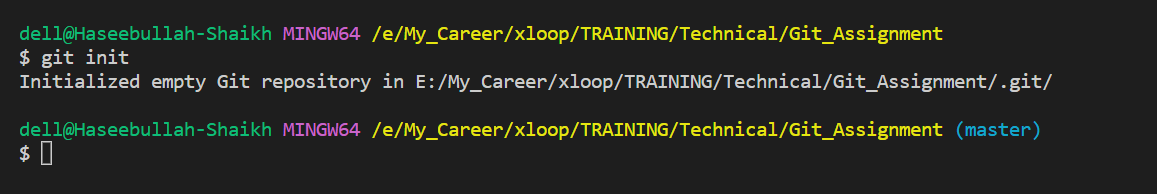 dell@Haseebullah-Shaikh MINGW64 /e/My_Career/xloop/TRAINING/Technical/Git_Assignment
$ git init
Initialized empty Git repository in E:/My_Career/xloop/TRAINING/Technical/Git_Assignment/.git/
dell@Haseebullah-Shaikh MINGW64 /e/My_Career/xloop/TRAINING/Technical/Git_Assignment (master)
$